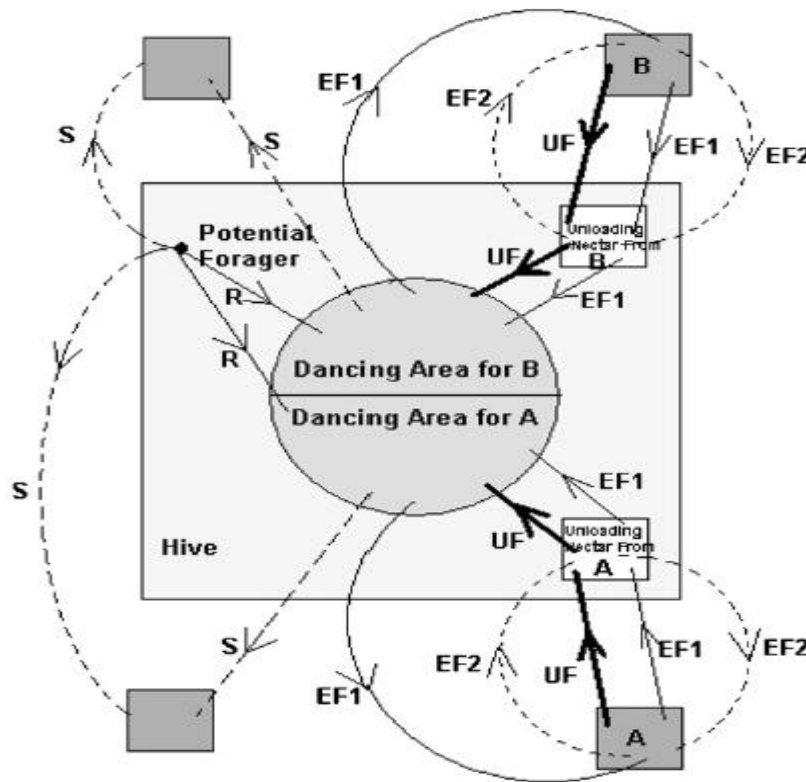 B
EF1
EF2
S
S
UF
EF1
EF2
Potential
Forager
Unloading
Nectar From
B
UF
R
EF1
R
Dancing Area for B
Dancing Area for A
S
EF1
Hive
UF
Unloading
Nectar From
A
S
EF2
UF
EF1
EF2
EF1
A